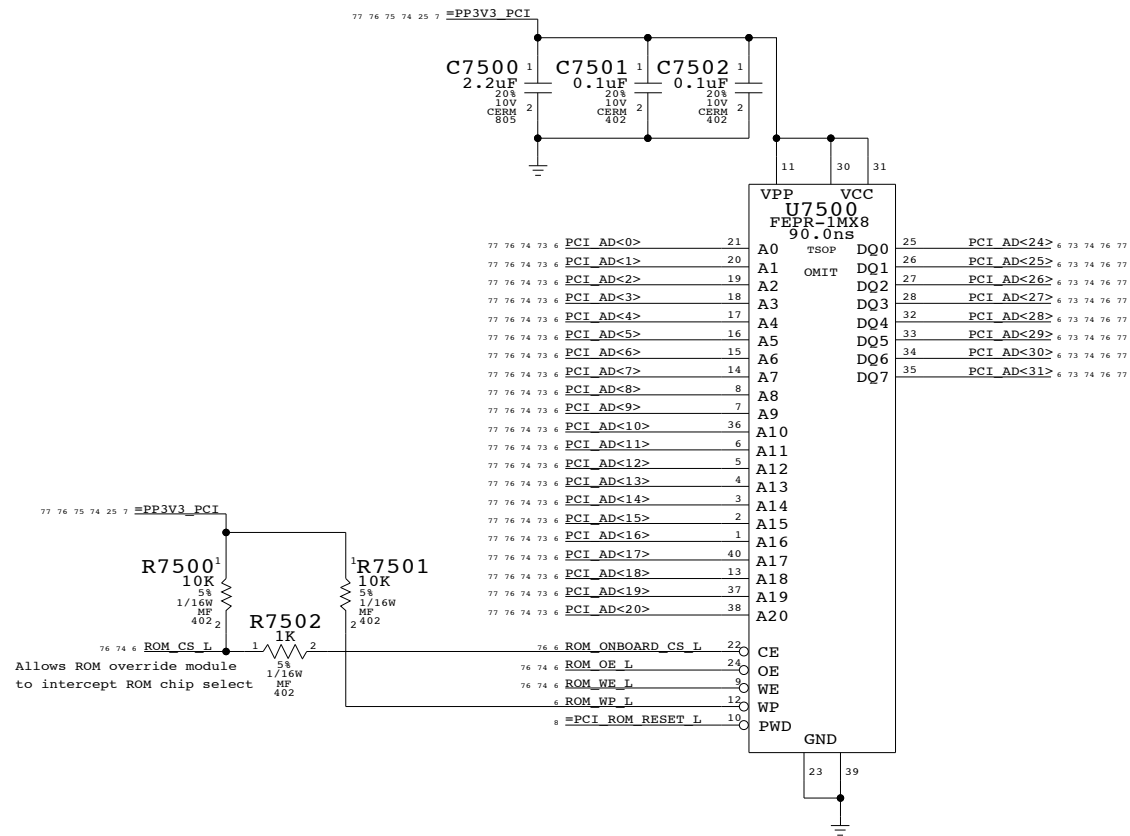 77 76 75 74 25 7 =PP3V3_PCI
C7500 1 C7501 1 C7502 1
2.2uF 0.1uF 0.1uF
20% 20% 20%
10V 10V 10V
CERM 2 CERM 2 CERM 2
805 402 402
11 30 31
VPP VCC
U7500
FEPR-1MX8
90.0ns
TSOP
OMIT
77 76 74 73 6 PCI_AD<0> 21 A0 DQ0 25 PCI_AD<24> 6 73 74 76 77
77 76 74 73 6 PCI_AD<1> 20 A1 DQ1 26 PCI_AD<25> 6 73 74 76 77
77 76 74 73 6 PCI_AD<2> 19 A2 DQ2 27 PCI_AD<26> 6 73 74 76 77
77 76 74 73 6 PCI_AD<3> 18 A3 DQ3 28 PCI_AD<27> 6 73 74 76 77
77 76 74 73 6 PCI_AD<4> 17 A4 DQ4 32 PCI_AD<28> 6 73 74 76 77
77 76 74 73 6 PCI_AD<5> 16 A5 DQ5 33 PCI_AD<29> 6 73 74 76 77
77 76 74 73 6 PCI_AD<6> 15 A6 DQ6 34 PCI_AD<30> 6 73 74 76 77
77 76 74 73 6 PCI_AD<7> 14 A7 DQ7 35 PCI_AD<31> 6 73 74 76 77
77 76 74 73 6 PCI_AD<8> 8 A8
77 76 74 73 6 PCI_AD<9> 7 A9
77 76 74 73 6 PCI_AD<10> 36 A10
77 76 74 73 6 PCI_AD<11> 6 A11
77 76 74 73 6 PCI_AD<12> 5 A12
77 76 74 73 6 PCI_AD<13> 4 A13
77 76 74 73 6 PCI_AD<14> 3 A14
77 76 74 73 6 PCI_AD<15> 2 A15
77 76 74 73 6 PCI_AD<16> 1 A16
77 76 74 73 6 PCI_AD<17> 40 A17
77 76 74 73 6 PCI_AD<18> 13 A18
77 76 74 73 6 PCI_AD<19> 37 A19
77 76 74 73 6 PCI_AD<20> 38 A20
77 76 75 74 25 7 =PP3V3_PCI
R7500 1 1 R7501
10K 10K
5% 5%
1/16W 1/16W
MF MF
402 2 2 402
R7502
1K
1 2
5%
1/16W
MF
402
76 74 6 ROM_CS_L
Allows ROM override module
to intercept ROM chip select
76 6 ROM_ONBOARD_CS_L 22 CE
76 74 6 ROM_OE_L 24 OE
76 74 6 ROM_WE_L 9 WE
6 ROM_WP_L 12 WP
8 =PCI_ROM_RESET_L 10 PWD
GND
23 39